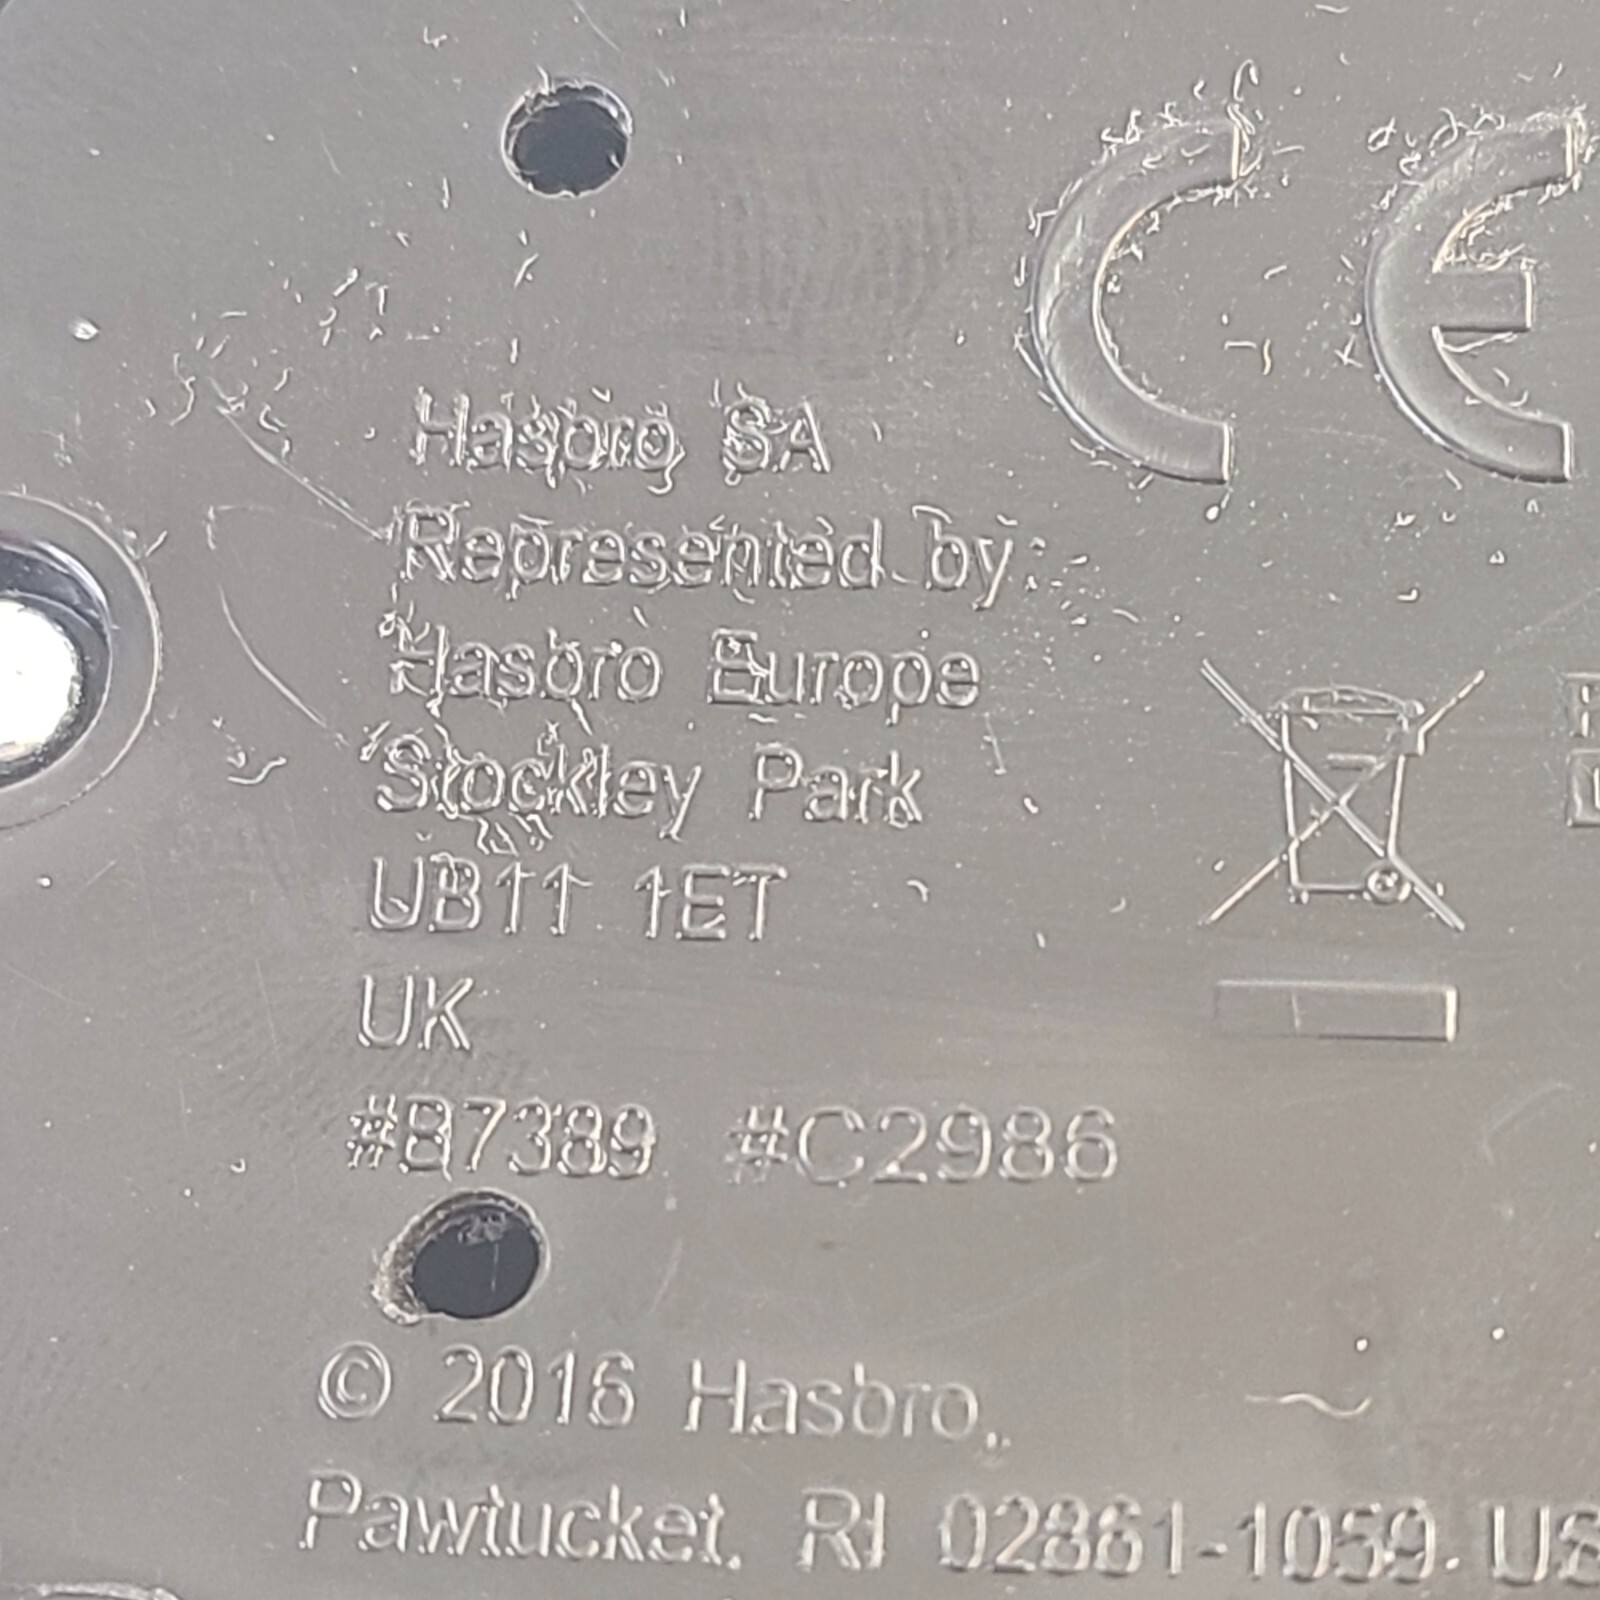 CE
Hasbro SA
Represented by:
Hasbro Europe
Stockley Park
UB11 1ET
UK
#B7389 #C2986
© 2016 Hasbro,
Pawtucket, RI 02861-1059. US